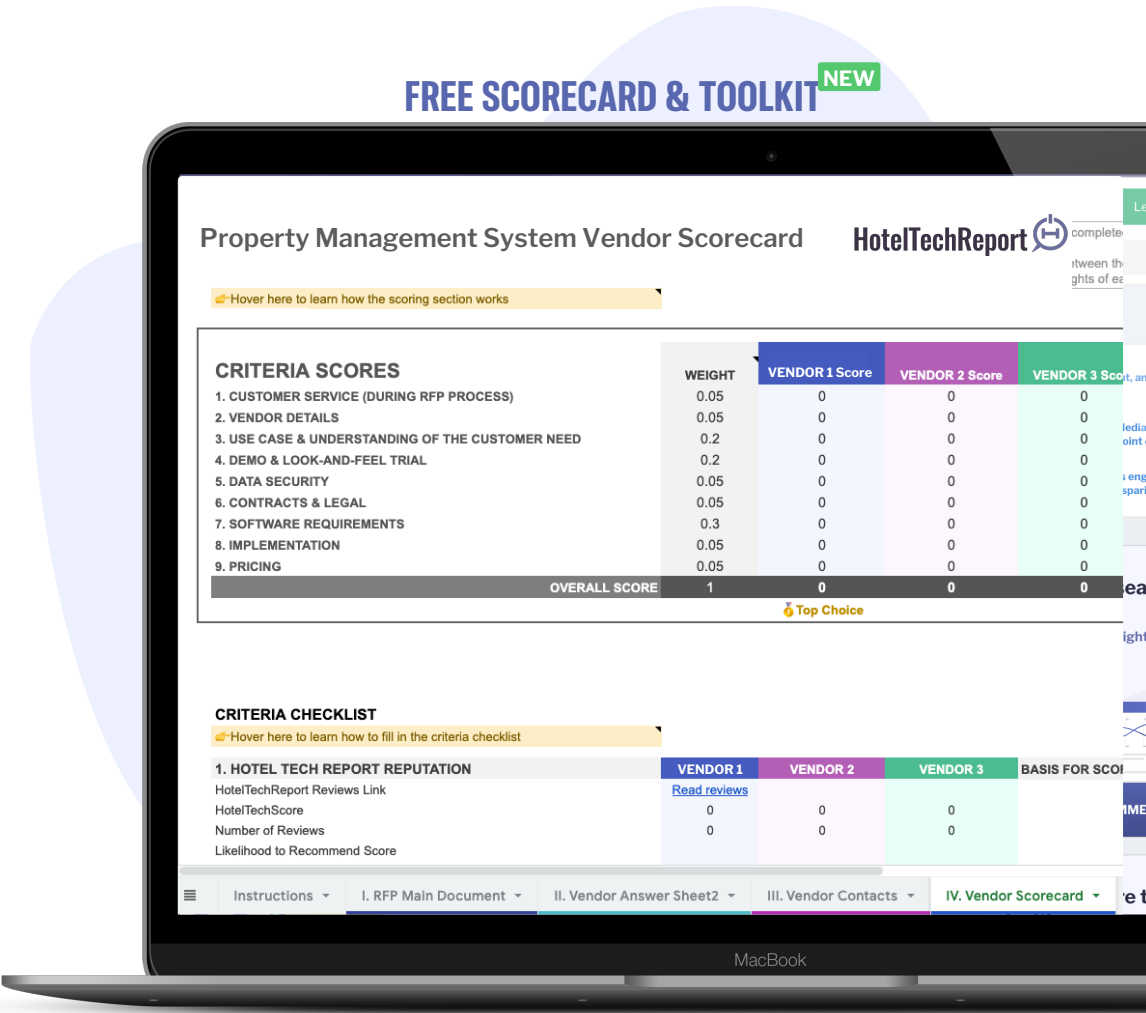 FREE SCORECARD & TOOLKIT NEW
Property Management System Vendor Scorecard
HotelTechReport
👉Hover here to learn how the scoring section works
CRITERIA SCORES WEIGHT VENDOR 1 Score VENDOR 2 Score VENDOR 3
1. CUSTOMER SERVICE (DURING RFP PROCESS) 0.05 0 0 0
2. VENDOR DETAILS 0.05 0 0 0
3. USE CASE & UNDERSTANDING OF THE CUSTOMER NEED 0.2 0 0 0
4. DEMO & LOOK-AND-FEEL TRIAL 0.2 0 0 0
5. DATA SECURITY 0.05 0 0 0
6. CONTRACTS & LEGAL 0.05 0 0 0
7. SOFTWARE REQUIREMENTS 0.3 0 0 0
8. IMPLEMENTATION 0.05 0 0 0
9. PRICING 0.05 0 0 0
OVERALL SCORE 1 0 0 0
🥇Top Choice
CRITERIA CHECKLIST
👉Hover here to learn how to fill in the criteria checklist
1. HOTEL TECH REPORT REPUTATION VENDOR 1 VENDOR 2 VENDOR 3 BASIS FOR
HotelTechReport Reviews Link Read reviews
HotelTechScore 0 0 0
Number of Reviews 0 0 0
Likelihood to Recommend Score
Instructions I. RFP Main Document II. Vendor Answer Sheet2 III. Vendor Contacts IV. Vendor Scorecard
MacBook